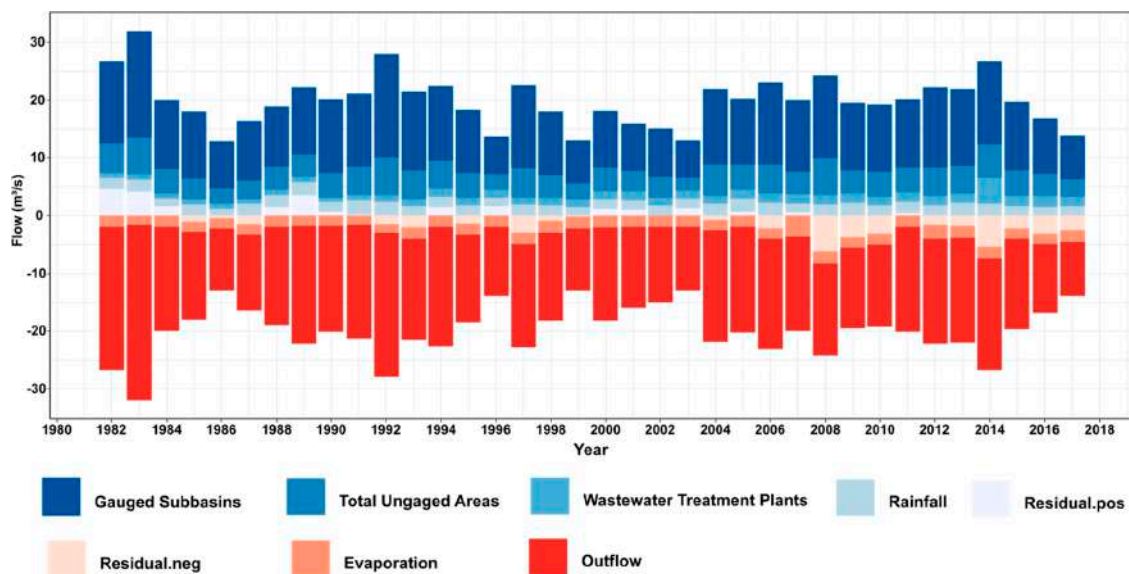 30
20
10
0
-10
-20
-30
Flow (m³/s)
1980 1982 1984 1986 1988 1990 1992 1994 1996 1998 2000 2002 2004 2006 2008 2010 2012 2014 2016 2018
Year
Gauged Subbasins Total Ungaged Areas Wastewater Treatment Plants Rainfall Residual.pos
Residual.neg Evaporation Outflow